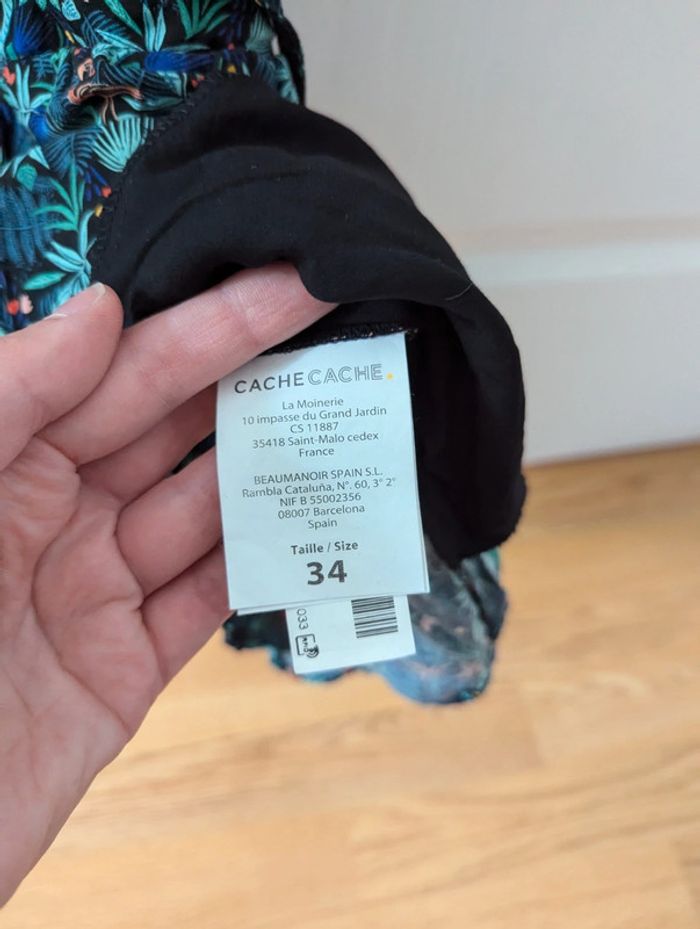 CACHECACHE.
La Moinerie
10 impasse du Grand Jardin
CS 11887
35418 Saint-Malo cedex
France
BEAUMANOIR SPAIN S.L.
Rambla Cataluña, N°. 60, 3° 2°
NIF B 55002356
08007 Barcelona
Spain
Taille / Size
34
033